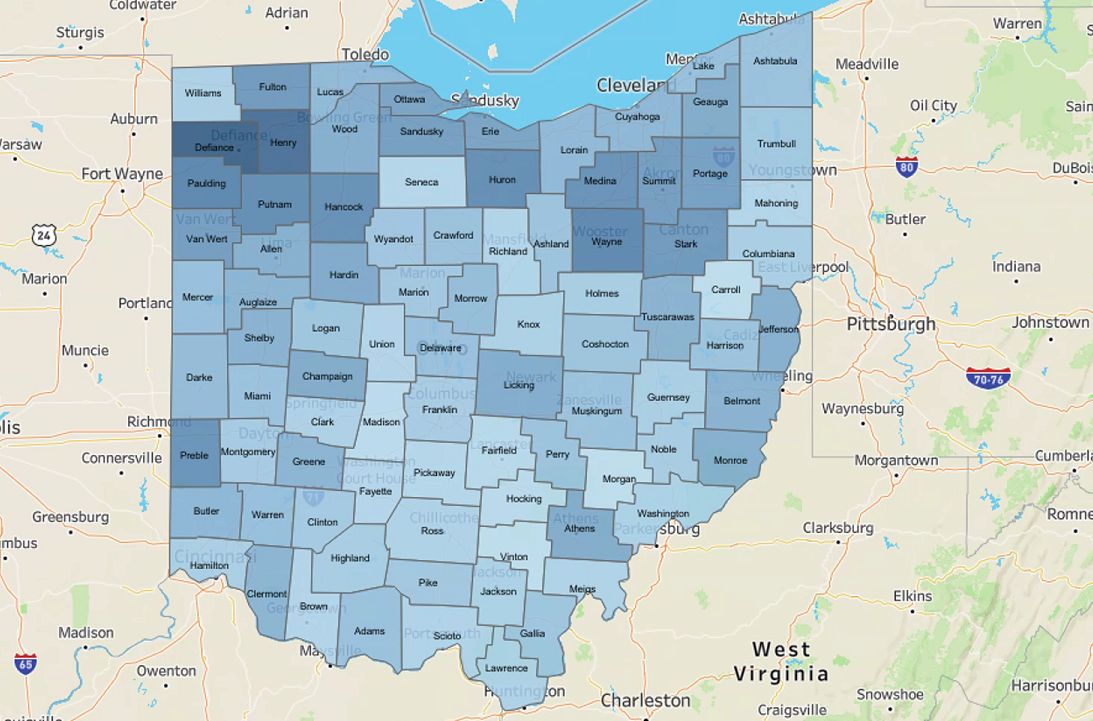 Coldwater
Adrian
Warren
Sturgis
Ashtabula
Toledo
Mentor
Meadville
Lake
Ashtabula
Williams
Fulton
Lucas
Ottawa
Sandusky
Cleveland
Geauga
Oil City
Auburn
Defiance
Bowling Green
Wood
Sandusky
Erie
Cuyahoga
Warsaw
Defiance
Henry
Lorain
Trumbull
80
Youngstown
80
DuBois
Fort Wayne
Paulding
Seneca
Huron
Medina
Akron
Summit
Portage
Putnam
Hancock
Mahoning
24
Van Wert
Van Wert
Lima
Allen
Wyandot
Crawford
Mansfield
Richland
Ashland
Wooster
Wayne
Canton
Stark
Butler
Columbiana
East Liverpool
Indiana
Marion
Hardin
Marion
Marion
Morrow
Holmes
Carroll
Portland
Mercer
Auglaize
Logan
Knox
Tuscarawas
Pittsburgh
Johnstown
Shelby
Union
Delaware
Ohio
Coshocton
Cadiz
Harrison
Jefferson
Muncie
Darke
Champaign
Licking
Newark
Wheeling
70-76
Miami
Springfield
Columbus
Franklin
Zanesville
Muskingum
Guernsey
Belmont
Waynesburg
Richmond
Clark
Madison
Dayton
Montgomery
Lancaster
Fairfield
Perry
Noble
Monroe
Connersville
Preble
Greene
Washington
Court House
Pickaway
Morgan
Morgantown
Fayette
Hocking
71
Greensburg
Butler
Warren
Clinton
Chillicothe
Ross
Athens
Athens
Washington
Parkersburg
Clarksburg
Cincinnati
Hamilton
Highland
Vinton
Jackson
Jackson
Meigs
Clermont
Georgetown
Brown
Pike
Elkins
Madison
Adams
Portsmouth
Scioto
Gallia
65
Maysville
Owenton
Lawrence
West
Virginia
Huntington
Charleston
Snowshoe
Craigsville
Harrisonbu